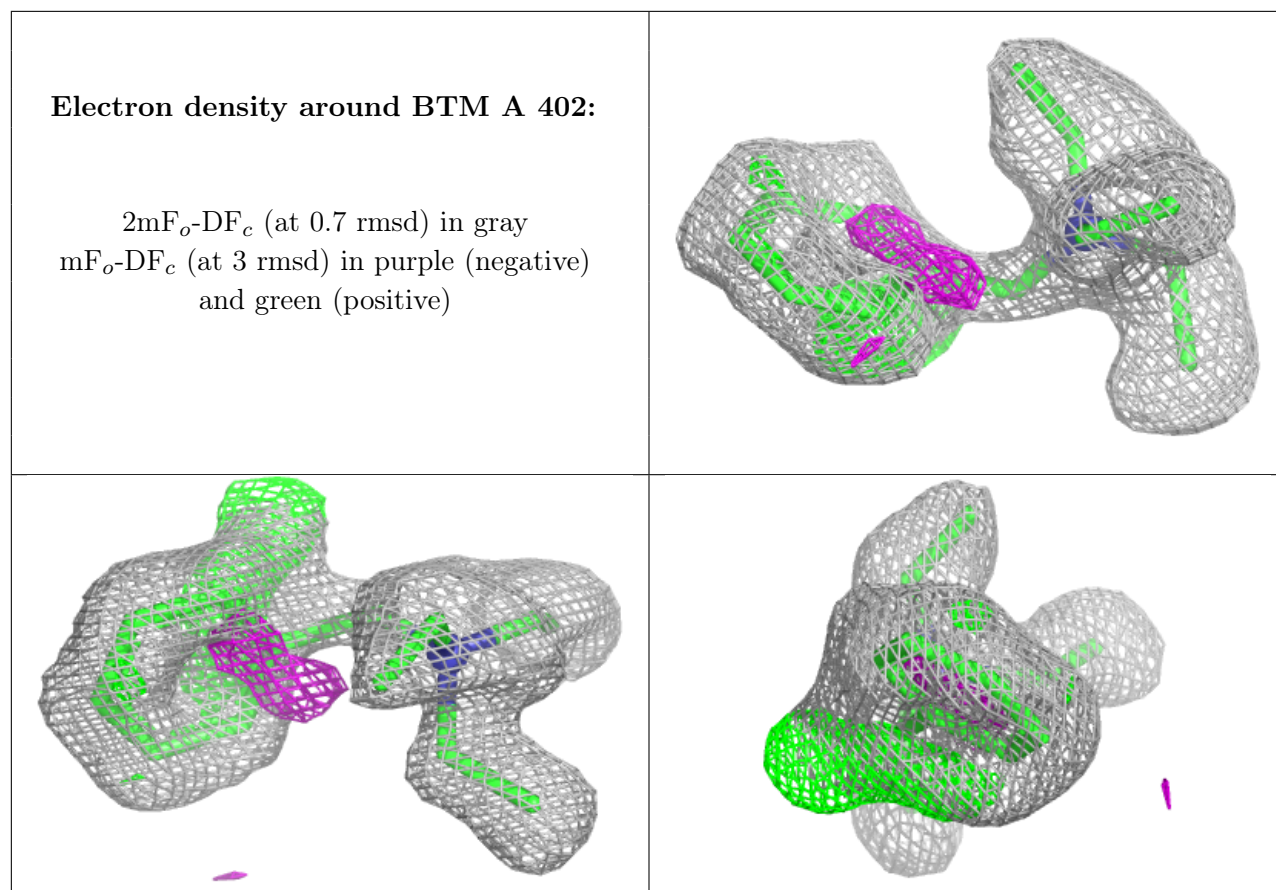 Electron density around BTM A 402:
2mFo-DFc (at 0.7 rmsd) in gray
mFo-DFc (at 3 rmsd) in purple (negative)
and green (positive)